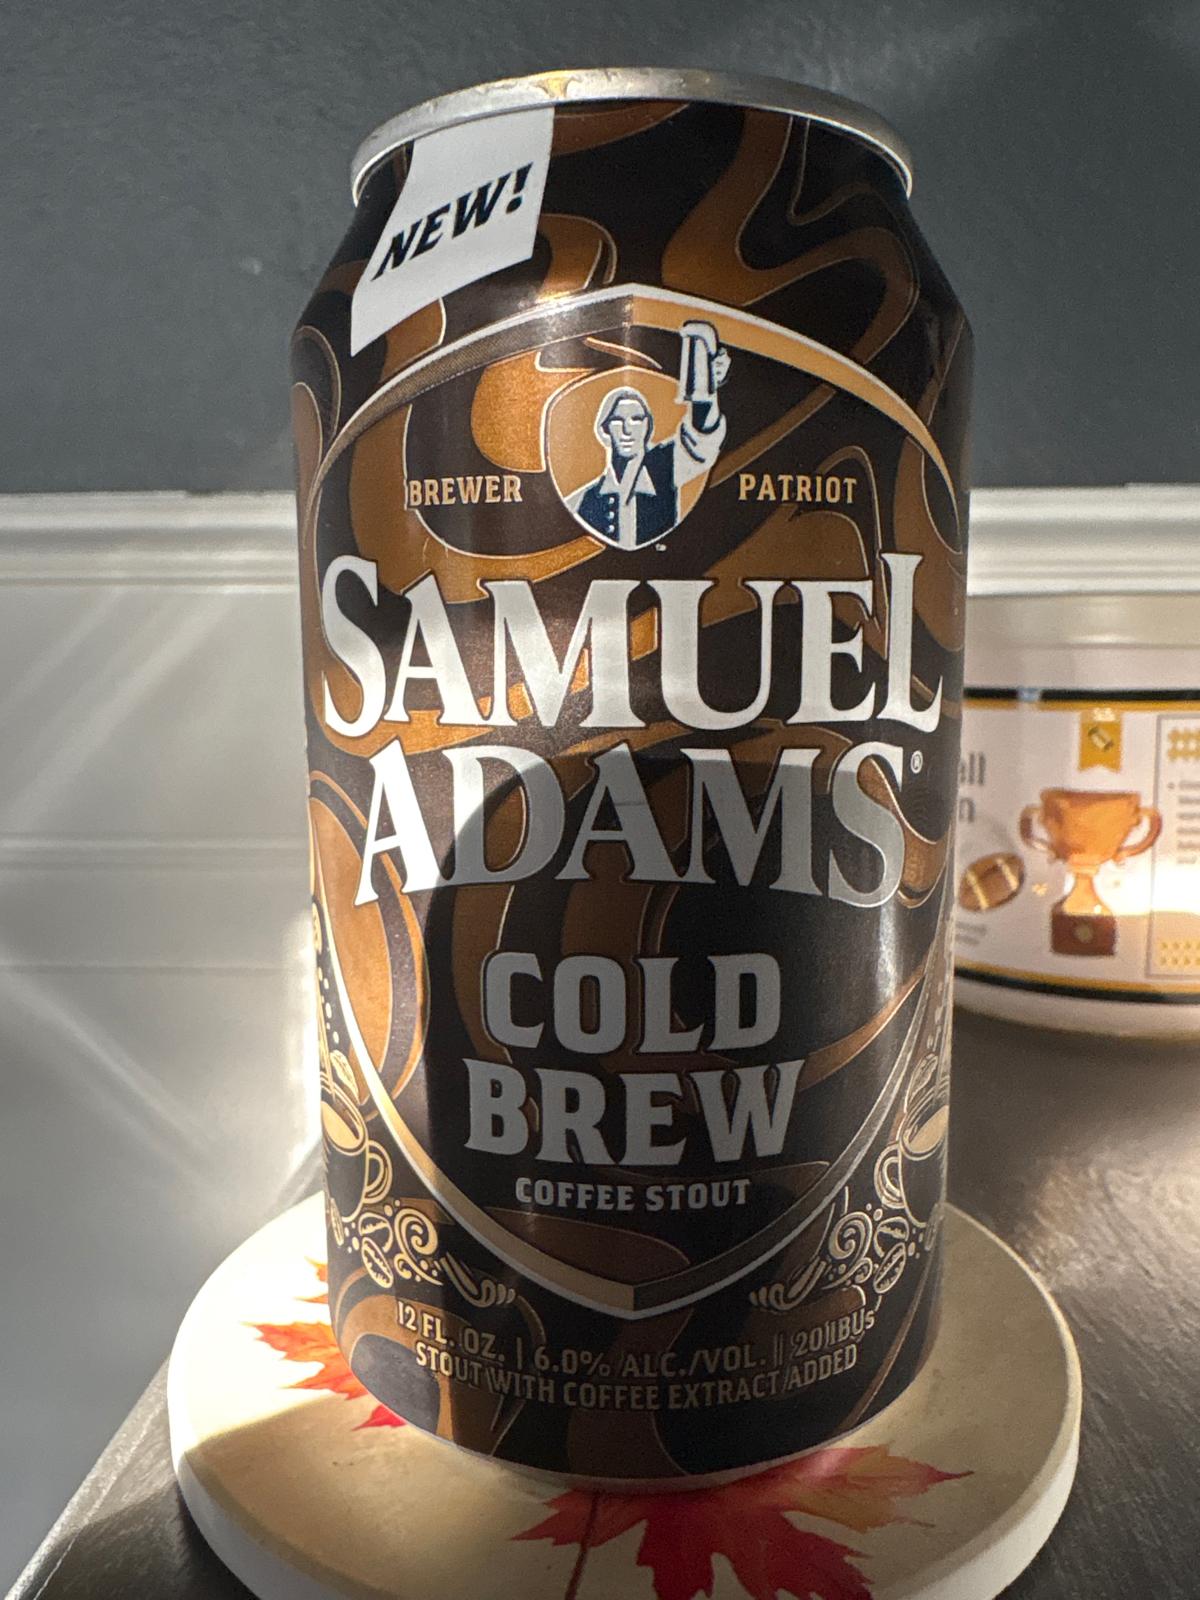 NEW!
BREWER PATRIOT
SAMUEL
ADAMS®
COLD
BREW
COFFEE STOUT
12 FL. OZ. | 6.0% ALC./VOL. | 20 IBUs
STOUT WITH COFFEE EXTRACT ADDED